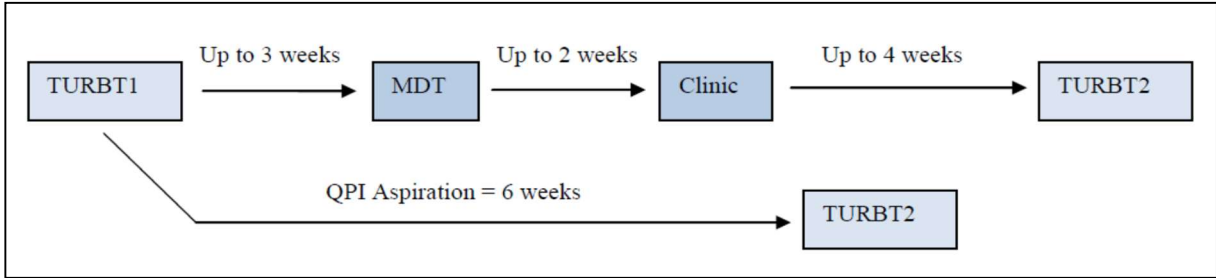 Up to 3 weeks
Up to 2 weeks
Up to 4 weeks
TURBT1
MDT
Clinic
TURBT2
QPI Aspiration = 6 weeks
TURBT2